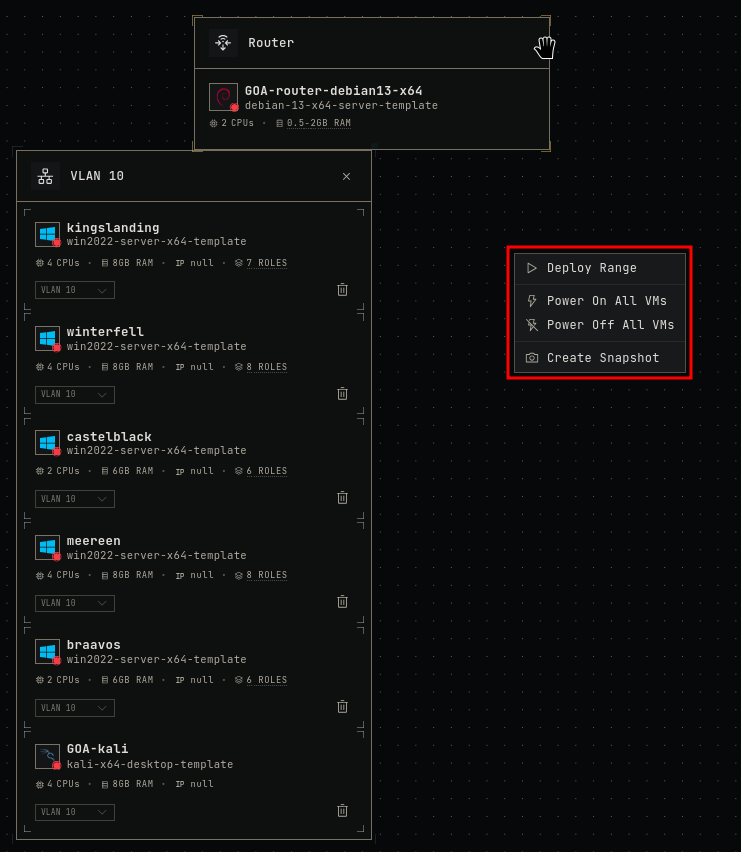 Router
GOA-router-debian13-x64
debian-13-x64-server-template
2 CPUs · 0.5-2GB RAM
VLAN 10
kingslanding
win2022-server-x64-template
4 CPUs · 8GB RAM · IP null · 7 ROLES
VLAN 10
winterfell
win2022-server-x64-template
4 CPUs · 8GB RAM · IP null · 8 ROLES
VLAN 10
castelblack
win2022-server-x64-template
2 CPUs · 6GB RAM · IP null · 6 ROLES
VLAN 10
meereen
win2022-server-x64-template
4 CPUs · 8GB RAM · IP null · 8 ROLES
VLAN 10
braavos
win2022-server-x64-template
2 CPUs · 6GB RAM · IP null · 6 ROLES
VLAN 10
GOA-kali
kali-x64-desktop-template
4 CPUs · 8GB RAM · IP null
VLAN 10
Deploy Range
Power On All VMs
Power Off All VMs
Create Snapshot